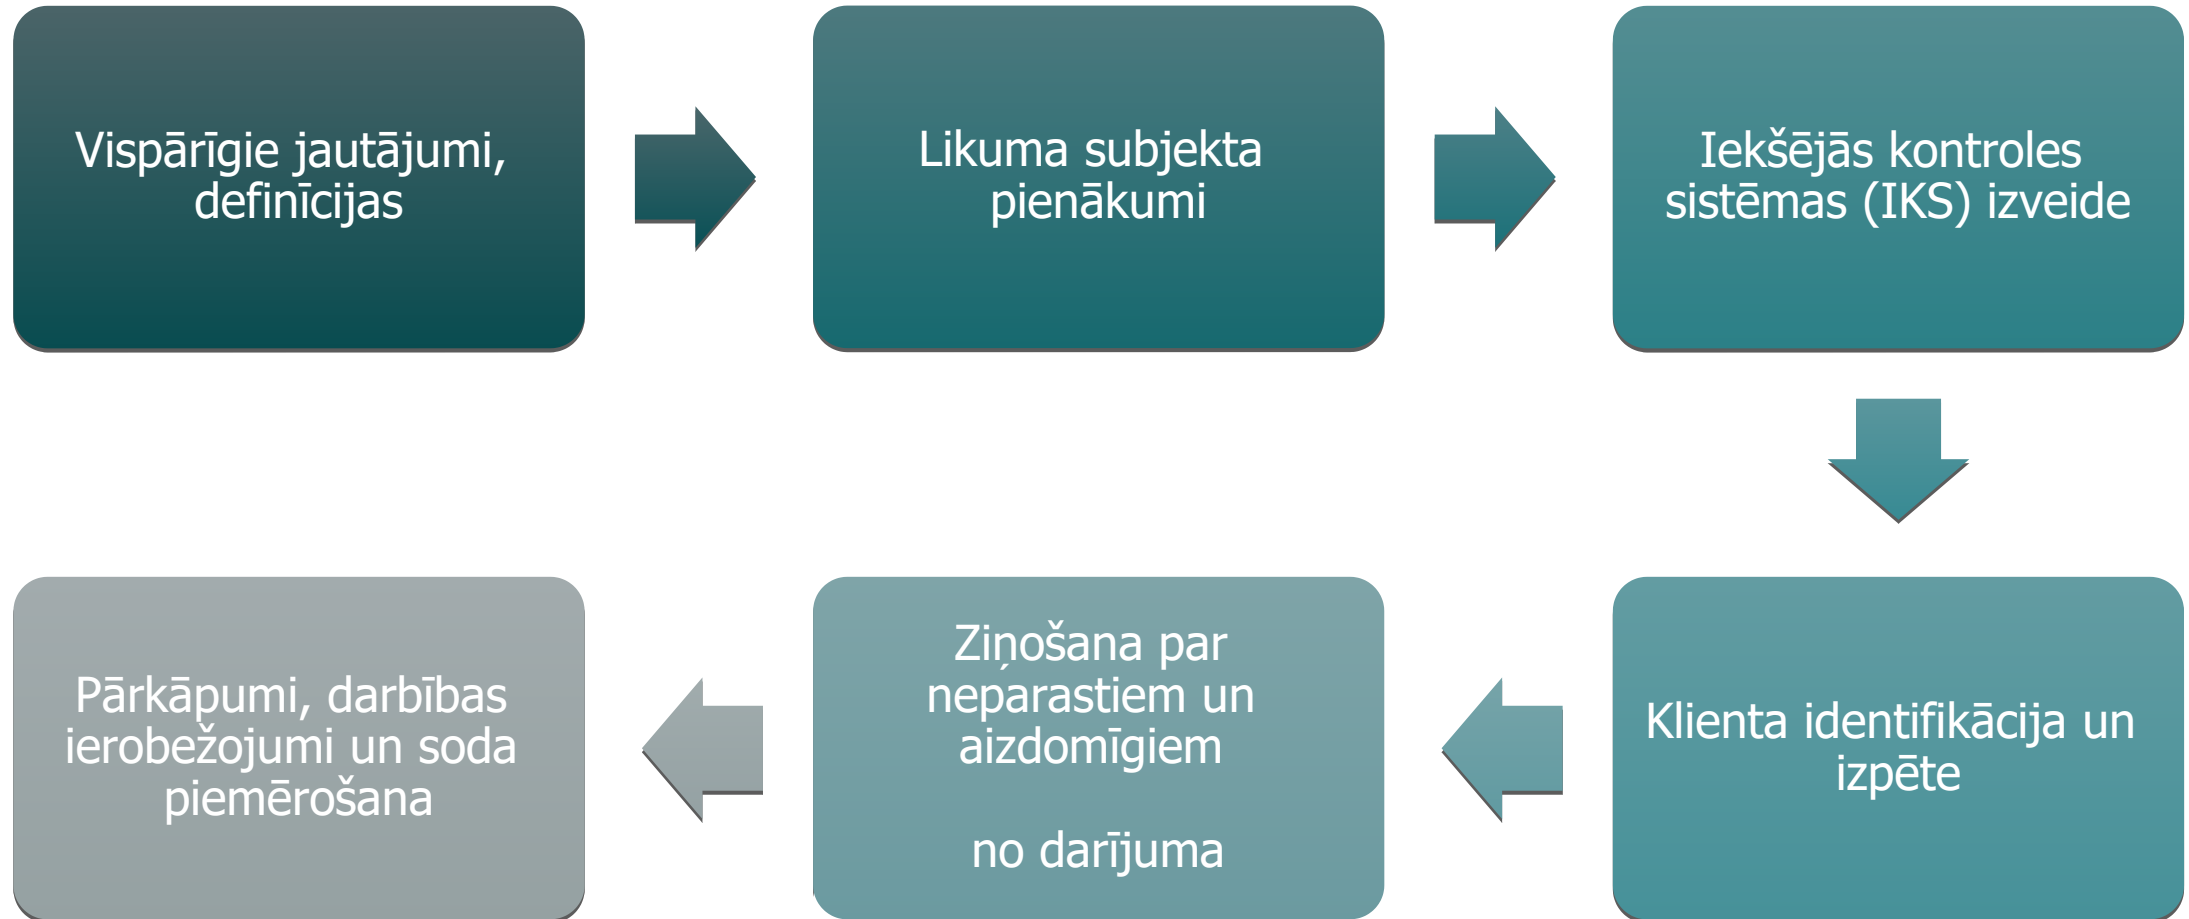 Vispārīgie jautājumi,
definīcijas
Likuma subjekta
pienākumi
Iekšējās kontroles
sistēmas (IKS) izveide
Klienta identifikācija un
izpēte
Ziņošana par
neparastiem un
aizdomīgiem
no darījuma
Pārkāpumi, darbības
ierobežojumi un soda
piemērošana